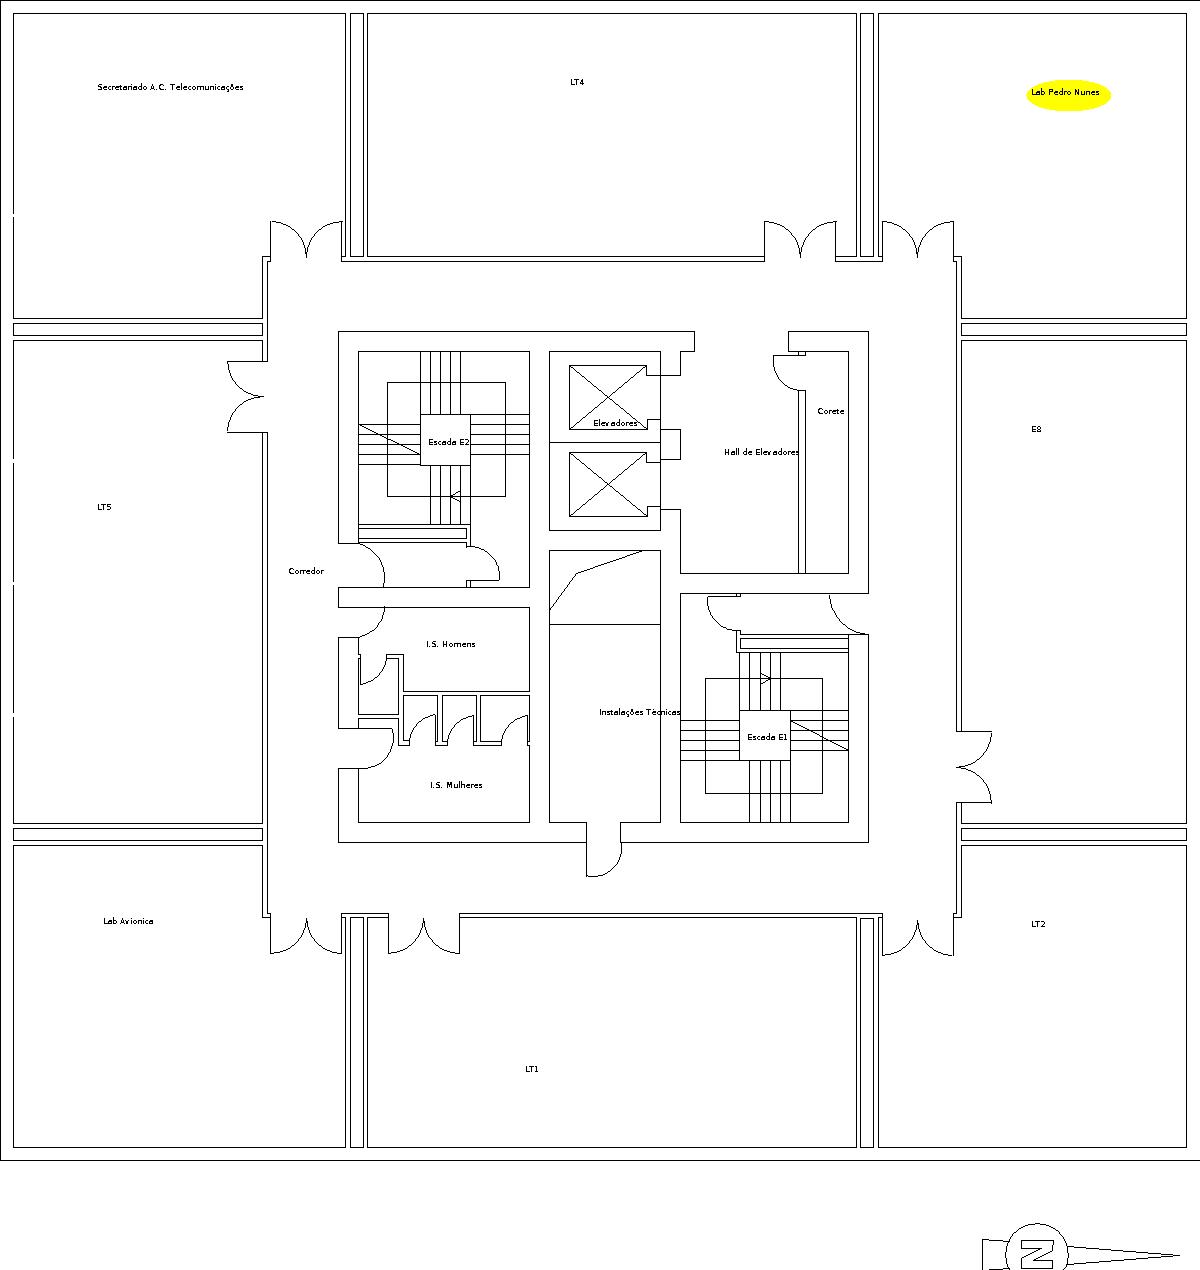 Secretariado A.C. Telecomunicações
LT4
Lab Pedro Nunes
Corete
Elevadores
E8
Escada E2
Hall de Elevadores
LT5
Corredor
I.S. Homens
Instalações Técnicas
Escada E1
I.S. Mulheres
Lab Avionica
LT2
LT1
N